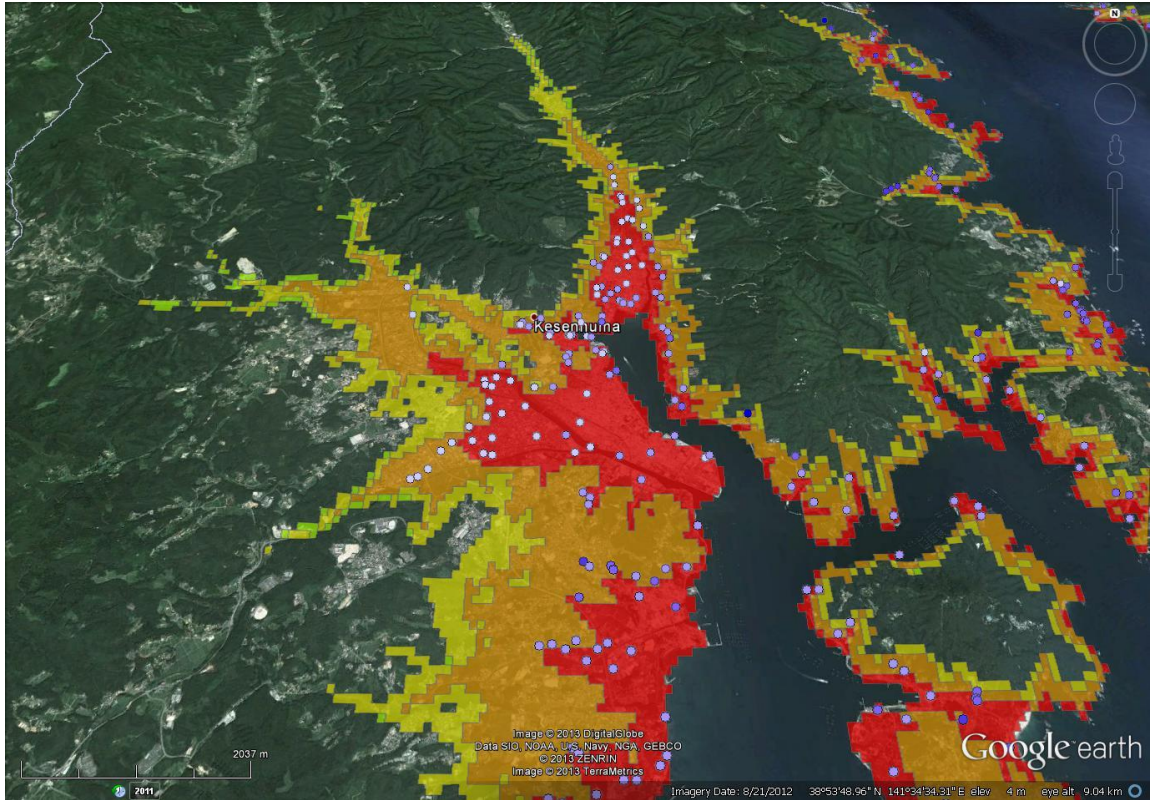 N
Kesennuma
2037 m
Image © 2013 DigitalGlobe
Data SIO, NOAA, U.S. Navy, NGA, GEBCO
© 2013 ZENRIN
Image © 2013 TerraMetrics
Google earth
2011
Imagery Date: 8/21/2012 38°53'48.96" N 141°34'34.31" E elev 4 m eye alt 9.04 km